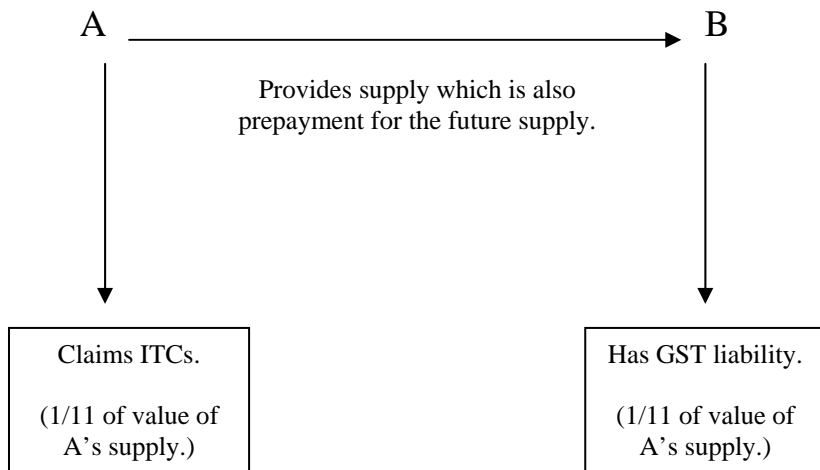 A B
Provides supply which is also
prepayment for the future supply.
Claims ITCs.
(1/11 of value of
A’s supply.)
Has GST liability.
(1/11 of value of
A’s supply.)